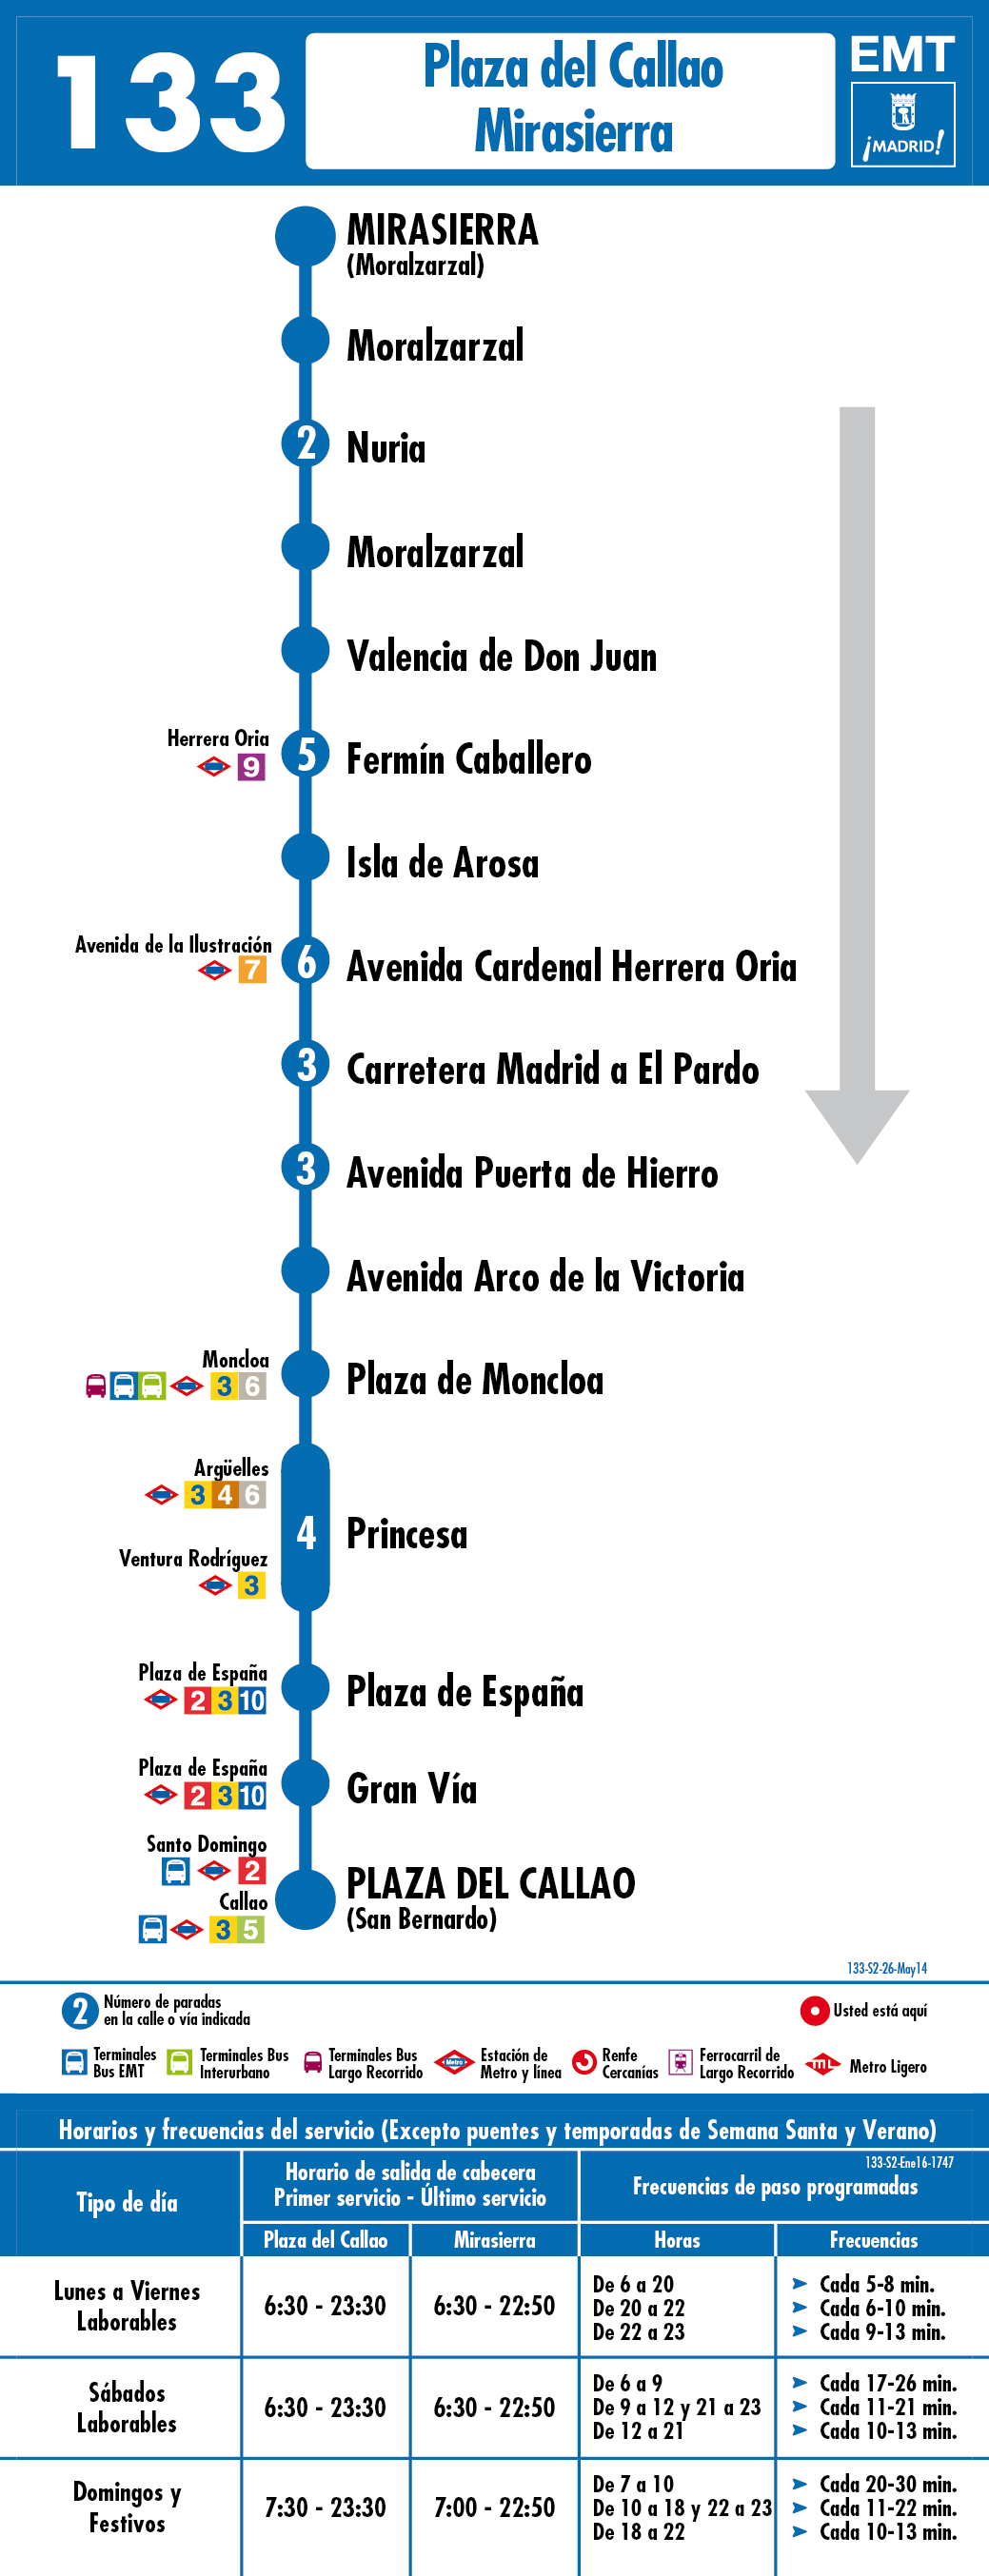 133
Plaza del Callao
Mirasierra
EMT
¡MADRID!
MIRASIERRA
(Moralzarzal)
Moralzarzal
2 Nuria
Moralzarzal
Valencia de Don Juan
Herrera Oria
9
5 Fermín Caballero
Isla de Arosa
Avenida de la Ilustración
7
6 Avenida Cardenal Herrera Oria
3 Carretera Madrid a El Pardo
3 Avenida Puerta de Hierro
Avenida Arco de la Victoria
Moncloa
3 6
Plaza de Moncloa
Argüelles
3 4 6
4 Princesa
Ventura Rodríguez
3
Plaza de España
2 3 10
Plaza de España
Plaza de España
2 3 10
Gran Vía
Santo Domingo
2
Callao
3 5
PLAZA DEL CALLAO
(San Bernardo)
133-S2-26-May14
2 Número de paradas
en la calle o vía indicada
Usted está aquí
Terminales
Bus EMT
Terminales Bus
Interurbano
Terminales Bus
Largo Recorrido
Metro
Estación de
Metro y línea
Renfe
Cercanías
Ferrocarril de
Largo Recorrido
ML
Metro Ligero
Horarios y frecuencias del servicio (Excepto puentes y temporadas de Semana Santa y Verano)
133-S2-Ene16-1747
Tipo de día
Horario de salida de cabecera
Primer servicio - Último servicio
Frecuencias de paso programadas
Plaza del Callao Mirasierra Horas Frecuencias
Lunes a Viernes
Laborables
6:30 - 23:30 6:30 - 22:50
De 6 a 20 Cada 5-8 min.
De 20 a 22 Cada 6-10 min.
De 22 a 23 Cada 9-13 min.
Sábados
Laborables
6:30 - 23:30 6:30 - 22:50
De 6 a 9 Cada 17-26 min.
De 9 a 12 y 21 a 23 Cada 11-21 min.
De 12 a 21 Cada 10-13 min.
Domingos y
Festivos
7:30 - 23:30 7:00 - 22:50
De 7 a 10 Cada 20-30 min.
De 10 a 18 y 22 a 23 Cada 11-22 min.
De 18 a 22 Cada 10-13 min.